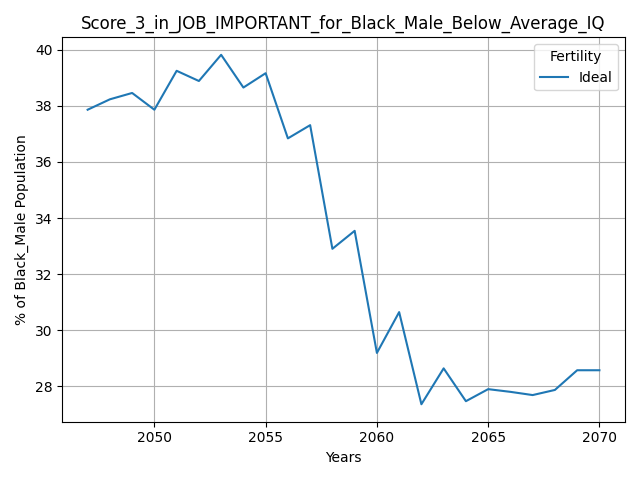 Score_3_in_JOB_IMPORTANT_for_Black_Male_Below_Average_IQ
Fertility
Ideal
40
38
36
34
32
30
28
% of Black_Male Population
2050 2055 2060 2065 2070
Years